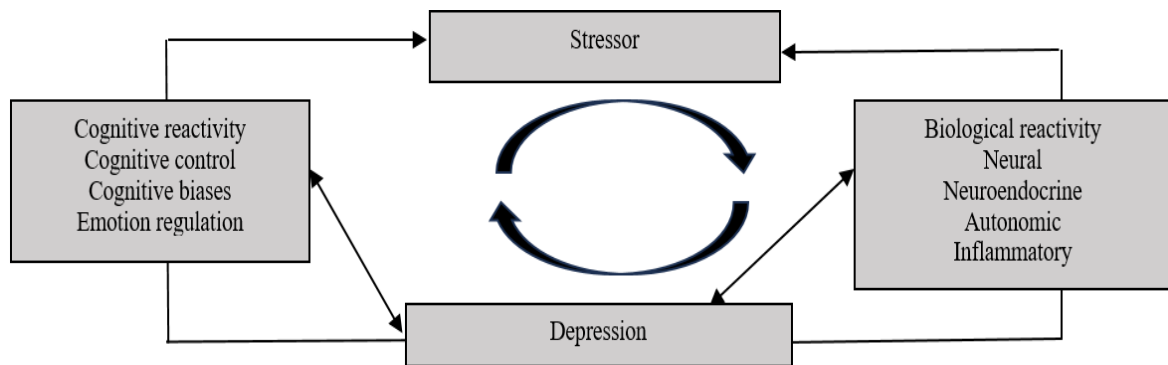 Stressor
Cognitive reactivity
Cognitive control
Cognitive biases
Emotion regulation
Biological reactivity
Neural
Neuroendocrine
Autonomic
Inflammatory
Depression